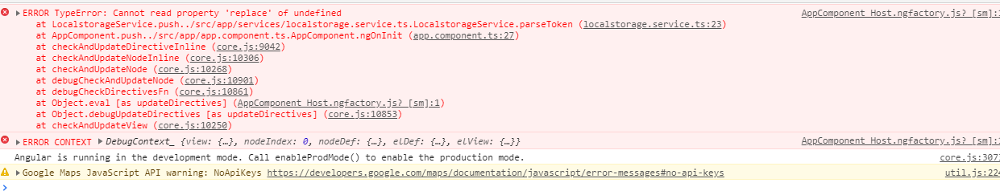 ERROR TypeError: Cannot read property 'replace' of undefined AppComponent_Host.ngfactory.js? [sm]:1
at LocalstorageService.push../src/app/services/localstorage.service.ts.LocalstorageService.parseToken (localstorage.service.ts:23)
at AppComponent.push../src/app/app.component.ts.AppComponent.ngOnInit (app.component.ts:27)
at checkAndUpdateDirectiveInline (core.js:9042)
at checkAndUpdateNodeInline (core.js:10306)
at checkAndUpdateNode (core.js:10268)
at debugCheckAndUpdateNode (core.js:10901)
at debugCheckDirectivesFn (core.js:10861)
at Object.eval [as updateDirectives] (AppComponent_Host.ngfactory.js? [sm]:1)
at Object.debugUpdateDirectives [as updateDirectives] (core.js:10853)
at checkAndUpdateView (core.js:10250)
ERROR CONTEXT DebugContext_ {view: {…}, nodeIndex: 0, nodeDef: {…}, elDef: {…}, elView: {…}} AppComponent_Host.ngfactory.js? [sm]:1
Angular is running in the development mode. Call enableProdMode() to enable the production mode. core.js:307
Google Maps JavaScript API warning: NoApiKeys https://developers.google.com/maps/documentation/javascript/error-messages#no-api-keys util.js:224